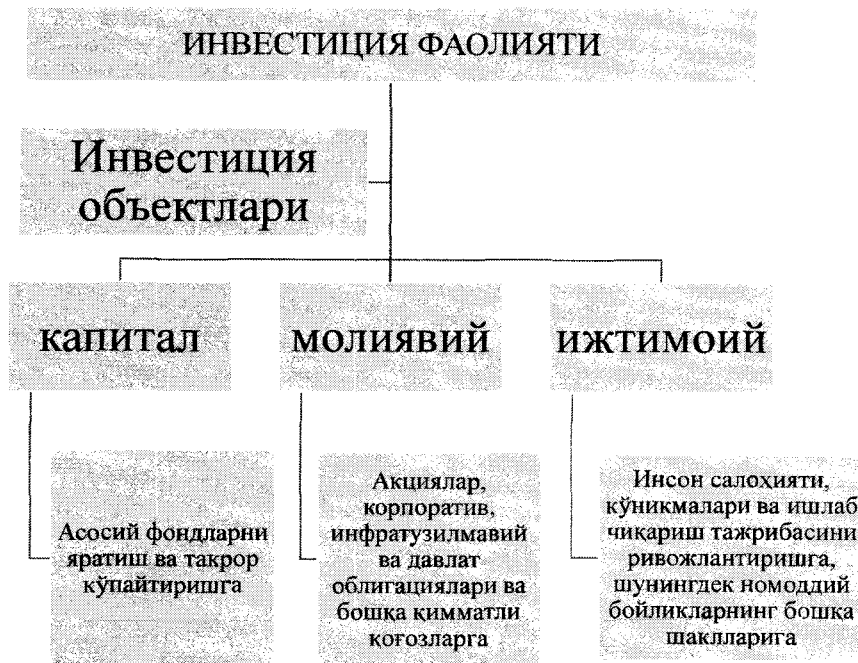 ИНВЕСТИЦИЯ ФАОЛИЯТИ
Инвестиция
объектлари
капитал
молиявий
ижтимоий
Асосий фондларни
яратиш ва такрор
кўпайтиришга
Акциялар,
корпоратив,
инфратузилмавий
ва давлат
облигациялари ва
бошқа қимматли
қоғозларга
Инсон салоҳияти,
кўникмалари ва ишлаб
чиқариш тажрибасини
ривожлантиришга,
шунингдек номоддий
бойликларнинг бошқа
шаклларига